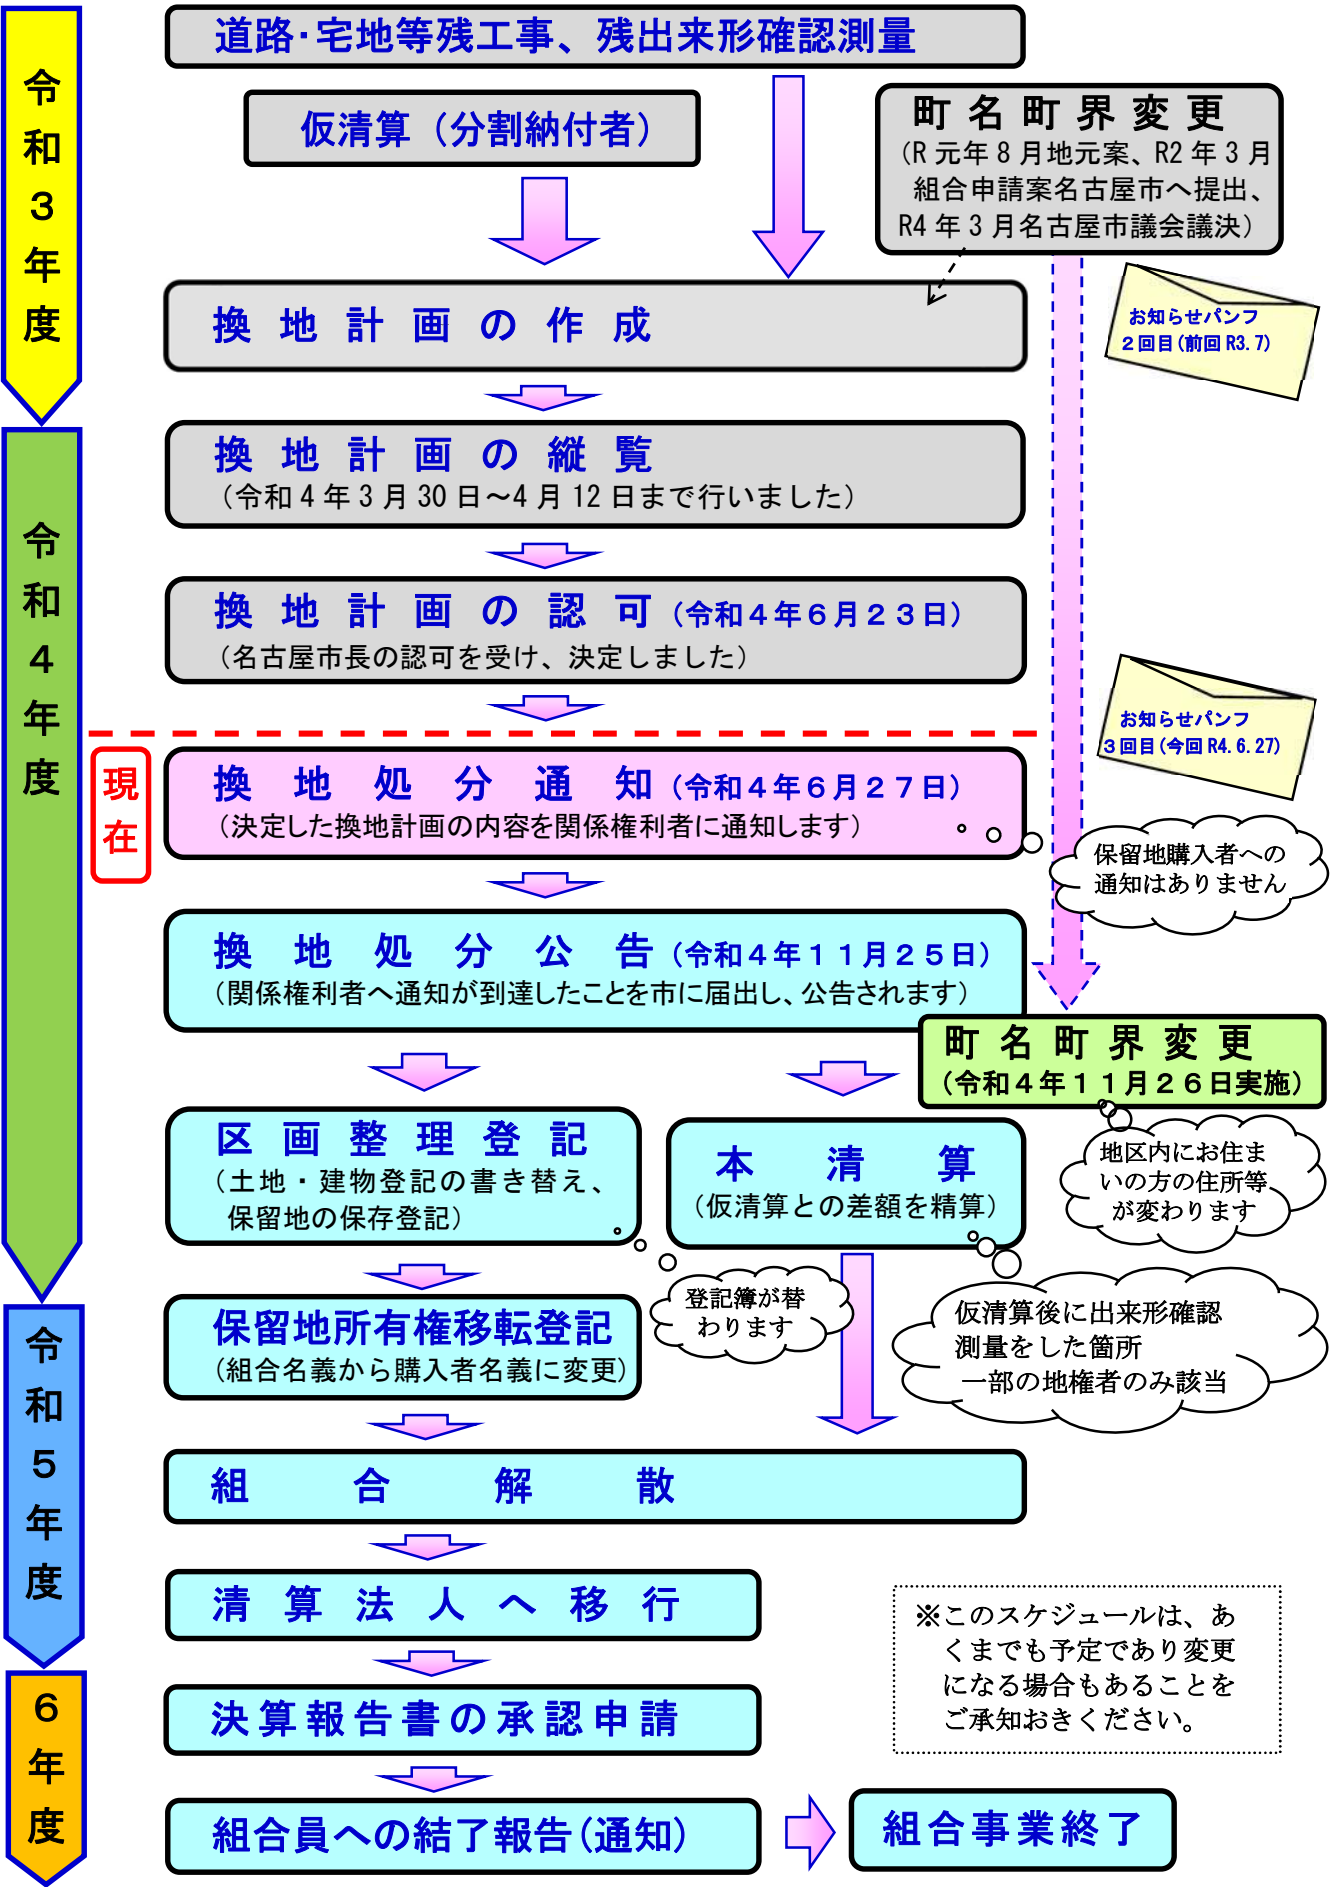 令和３年度
道路・宅地等残工事、残出来形確認測量
仮清算（分割納付者）
町名町界変更
（R元年8月地元案、R2年3月
組合申請案名古屋市へ提出、
R4年3月名古屋市議会議決）
換地計画の作成
お知らせパンフ
２回目(前回R3.7)
令和４年度
換地計画の縦覧
（令和4年3月30日～4月12日まで行いました）
換地計画の認可（令和４年６月２３日）
（名古屋市長の認可を受け、決定しました）
お知らせパンフ
３回目(今回R4.6.27)
現在
換地処分通知（令和４年６月２７日）
（決定した換地計画の内容を関係権利者に通知します）
保留地購入者への
通知はありません
換地処分公告（令和４年１１月２５日）
（関係権利者へ通知が到達したことを市に届出し、公告されます）
町名町界変更
（令和４年１１月２６日実施）
地区内にお住ま
いの方の住所等
が変わります
区画整理登記
（土地・建物登記の書き替え、
保留地の保存登記）
本清算
（仮清算との差額を精算）
登記簿が替
わります
仮清算後に出来形確認
測量をした箇所
一部の地権者のみ該当
令和５年度
保留地所有権移転登記
（組合名義から購入者名義に変更）
組合解散
清算法人へ移行
※このスケジュールは、あ
くまでも予定であり変更
になる場合もあることを
ご承知おきください。
６年度
決算報告書の承認申請
組合員への結了報告（通知）
組合事業終了